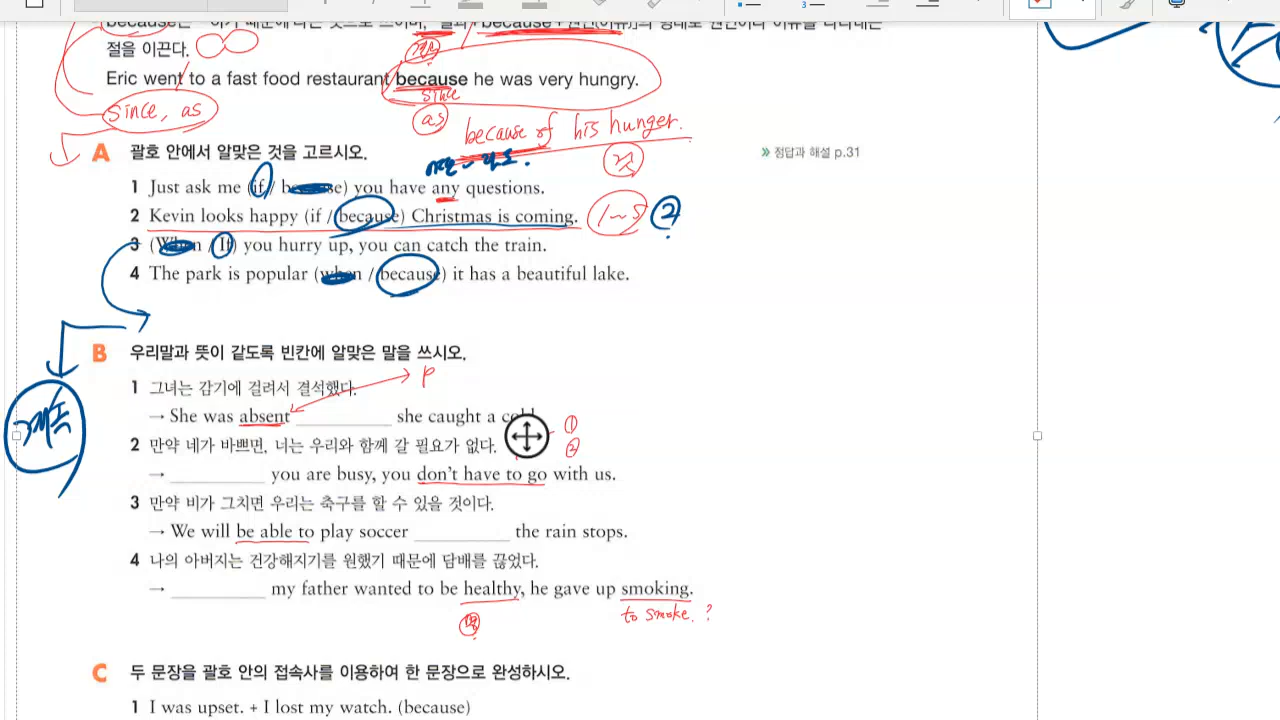 절을 이끈다.
Eric went to a fast food restaurant because he was very hungry.
since
since, as
as
because of his hunger.
A 괄호 안에서 알맞은 것을 고르시오.
» 정답과 해설 p.31
1 Just ask me (if / because) you have any questions.
2 Kevin looks happy (if / because) Christmas is coming.
1~5 2
3 (When / If) you hurry up, you can catch the train.
4 The park is popular (when / because) it has a beautiful lake.
B 우리말과 뜻이 같도록 빈칸에 알맞은 말을 쓰시오.
1 그녀는 감기에 걸려서 결석했다.
P
→ She was absent ________ she caught a cold
①
2 만약 네가 바쁘면, 너는 우리와 함께 갈 필요가 없다.
②
→ ________ you are busy, you don't have to go with us.
3 만약 비가 그치면 우리는 축구를 할 수 있을 것이다.
→ We will be able to play soccer ________ the rain stops.
4 나의 아버지는 건강해지기를 원했기 때문에 담배를 끊었다.
→ ________ my father wanted to be healthy, he gave up smoking.
to smoke. ?
C 두 문장을 괄호 안의 접속사를 이용하여 한 문장으로 완성하시오.
1 I was upset. + I lost my watch. (because)